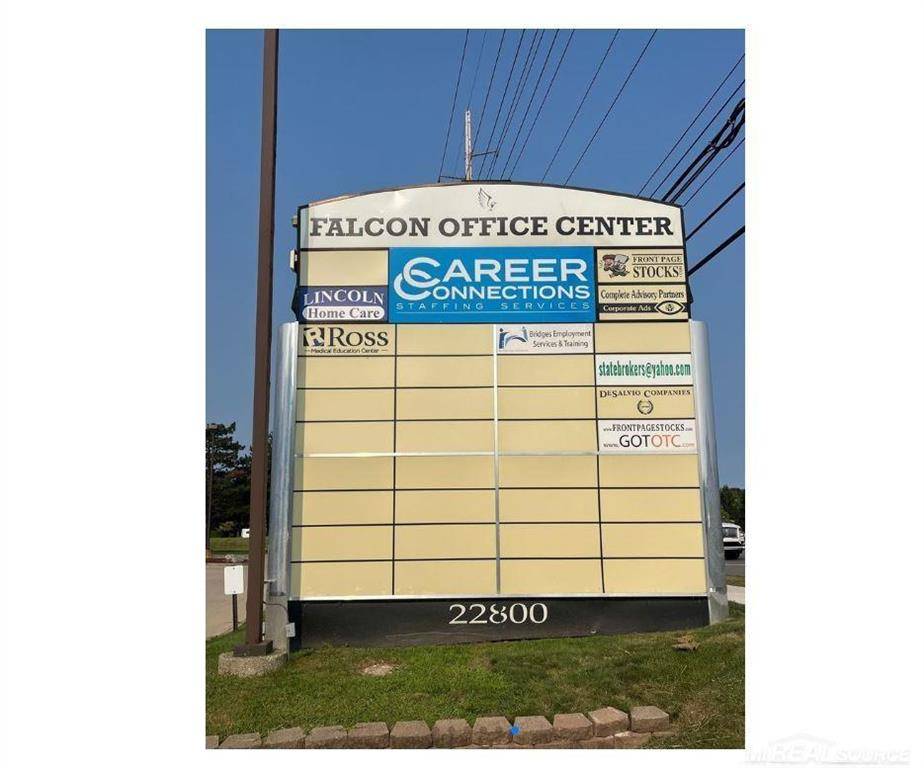 FALCON OFFICE CENTER
CAREER
CONNECTIONS
STAFFING SERVICES
FRONT PAGE
STOCKS
LINCOLN
Home Care
Complete Advisory Partners
Corporate Ads
Ross
Medical Education Center
Bridges Employment
Services & Training
statebrokers@yahoo.com
DESALVIO COMPANIES
www.FRONTPAGESTOCKS.com
www.GOTOTC.com
22800
MiREALSOURCE